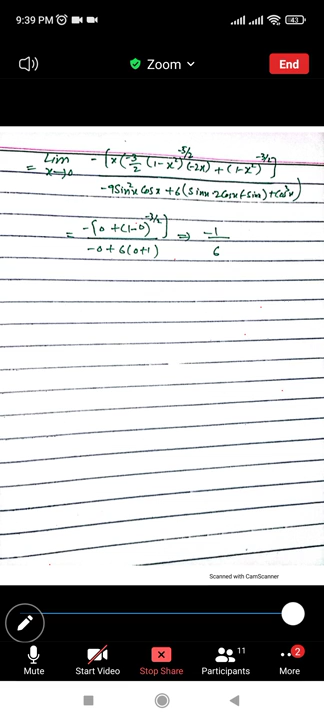 9:39 PM
43
Zoom
End
= Lim x→0 -[x(-3/2 (1-x²)^-5/2 (-2x) + (1-x²)^-3/2] / -9Sin²x Cosx + 6(Sinx·2Cosx(-Sinx) + Cos³x)
= -[0 + (1-0)^-3/2] / -0 + 6(0+1) ⇒ -1/6
Scanned with CamScanner
11
2
Mute
Start Video
Stop Share
Participants
More